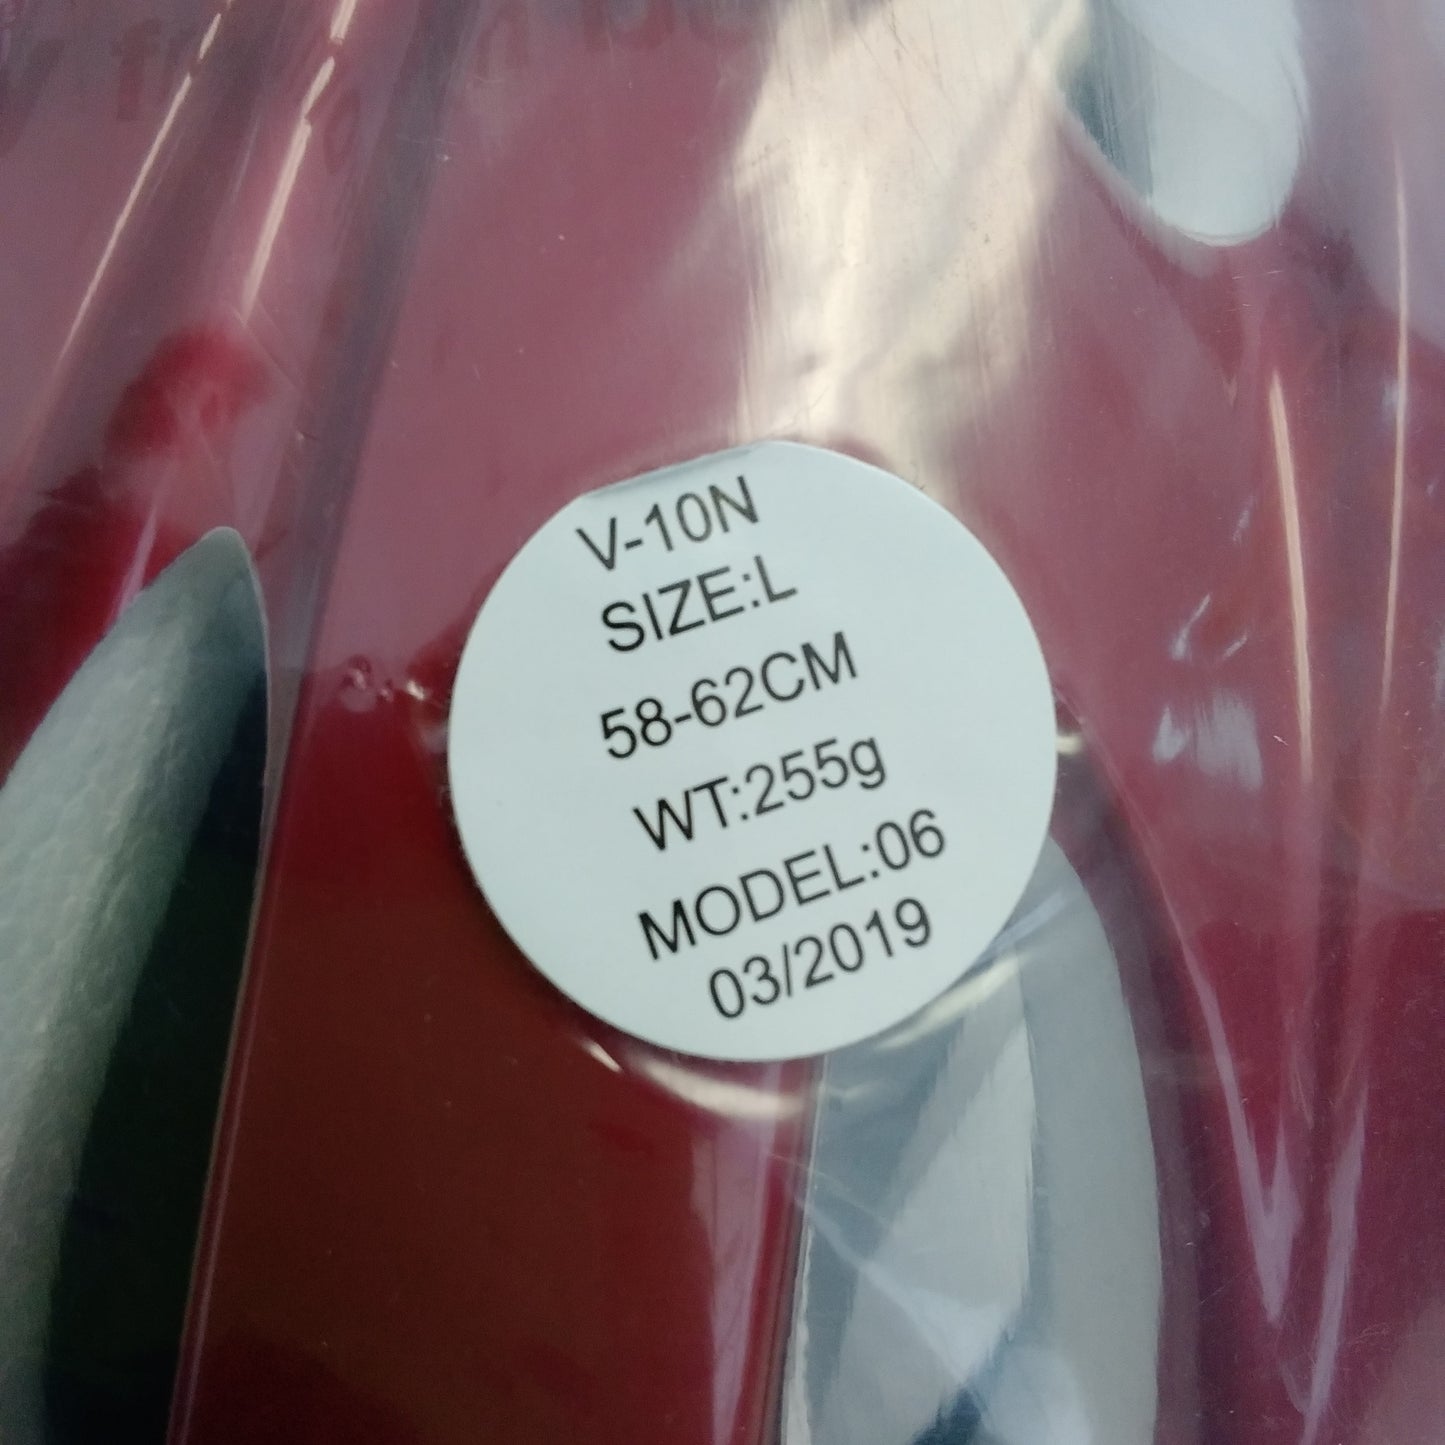 V-10N
SIZE:L
58-62CM
WT:255g
MODEL:06
03/2019